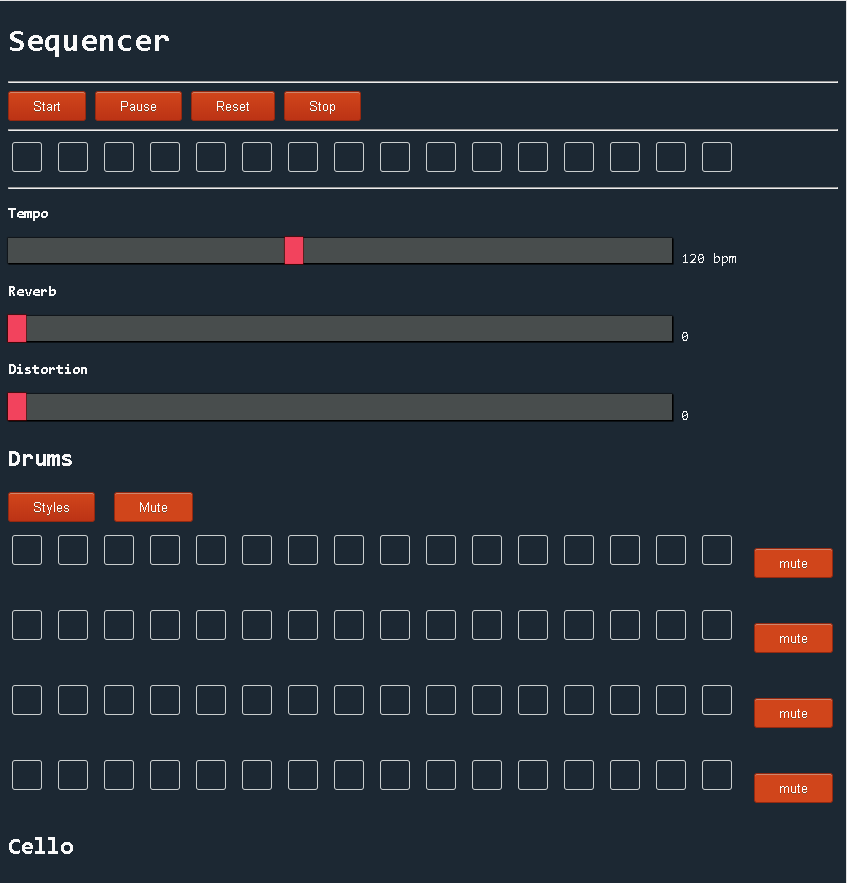 Sequencer
Start Pause Reset Stop
Tempo
120 bpm
Reverb
0
Distortion
0
Drums
Styles Mute
mute
mute
mute
mute
Cello